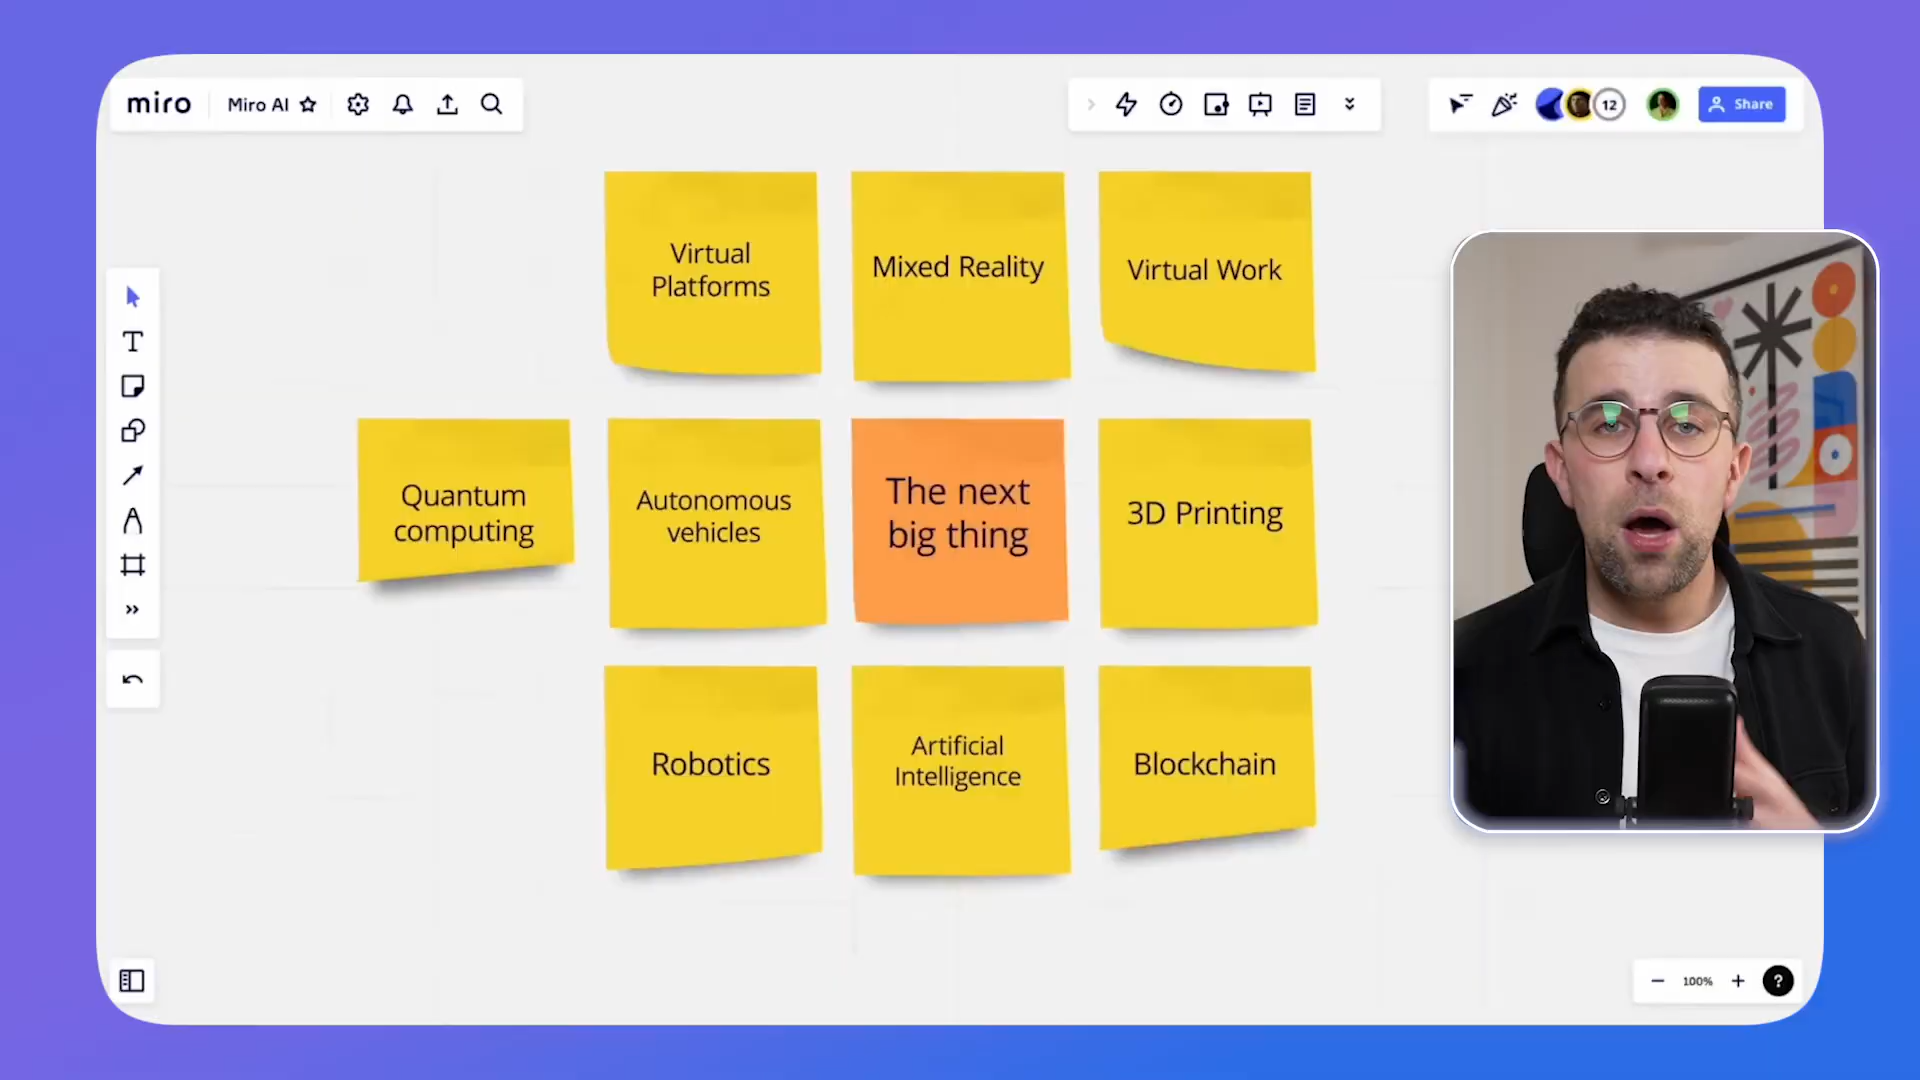 miro
Miro AI
12
Share
Virtual
Platforms
Mixed Reality
Virtual Work
Quantum
computing
Autonomous
vehicles
The next
big thing
3D Printing
Robotics
Artificial
Intelligence
Blockchain
100%
?